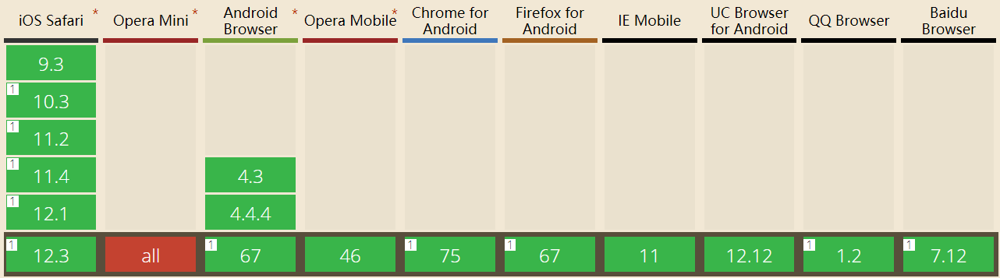 iOS Safari * Opera Mini * Android Browser * Opera Mobile * Chrome for Android Firefox for Android IE Mobile UC Browser for Android QQ Browser Baidu Browser
9.3
1 10.3
1 11.2
1 11.4 4.3
1 12.1 4.4.4
1 12.3 all 1 67 46 1 75 1 67 11 12.12 1 1.2 1 7.12